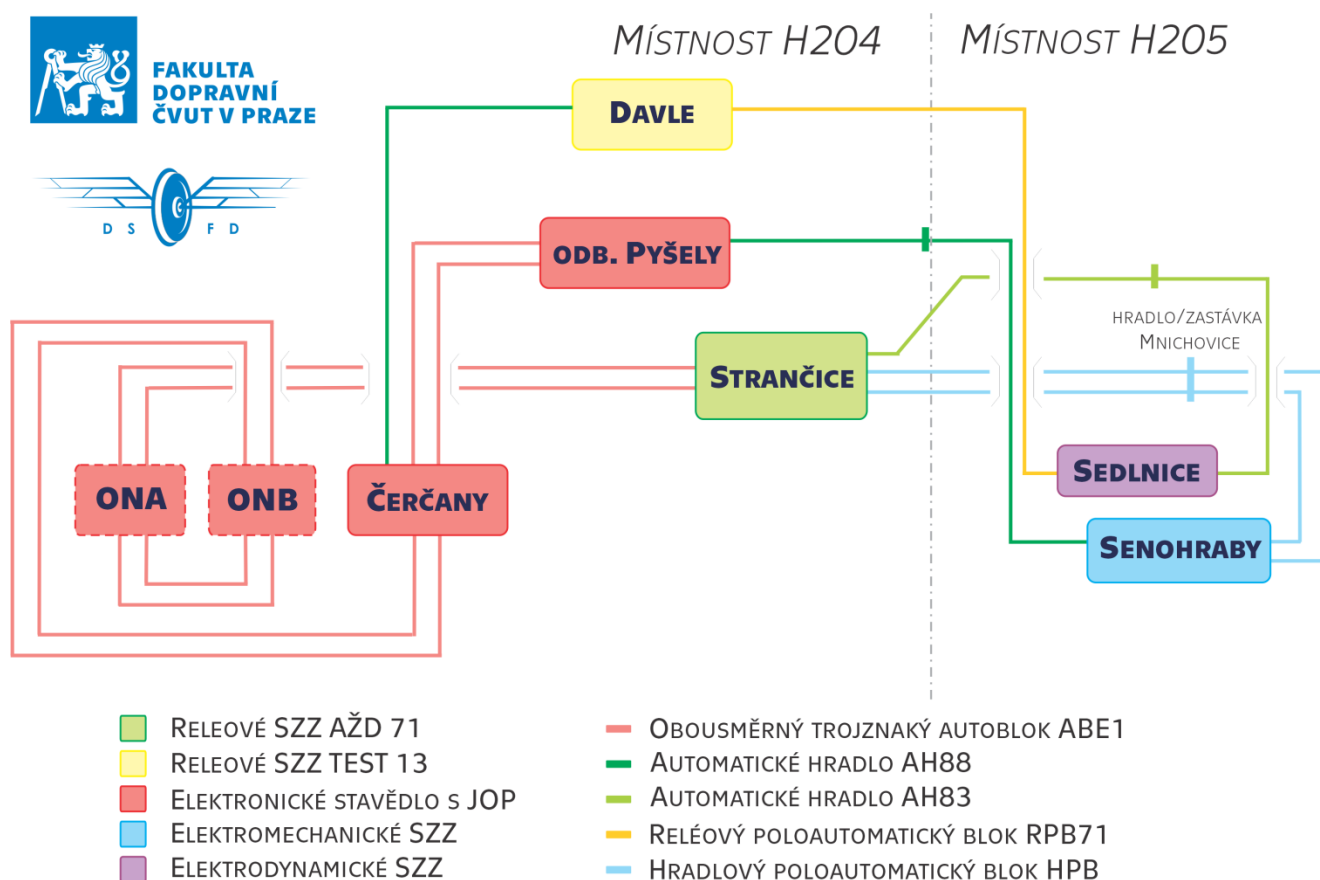 FAKULTA
DOPRAVNÍ
ČVUT V PRAZE
D S F D
MÍSTNOST H204
MÍSTNOST H205
DAVLE
ODB. PYŠELY
STRANČICE
HRADLO/ZASTÁVKA
MNICHOVICE
ONA
ONB
ČERČANY
SEDLNICE
SENOHRABY
RELEOVÉ SZZ AŽD 71
RELEOVÉ SZZ TEST 13
ELEKTRONICKÉ STAVĚDLO S JOP
ELEKTROMECHANICKÉ SZZ
ELEKTRODYNAMICKÉ SZZ
OBOUSMĚRNÝ TROJZNAKÝ AUTOBLOK ABE1
AUTOMATICKÉ HRADLO AH88
AUTOMATICKÉ HRADLO AH83
RELÉOVÝ POLOAUTOMATICKÝ BLOK RPB71
HRADLOVÝ POLOAUTOMATICKÝ BLOK HPB